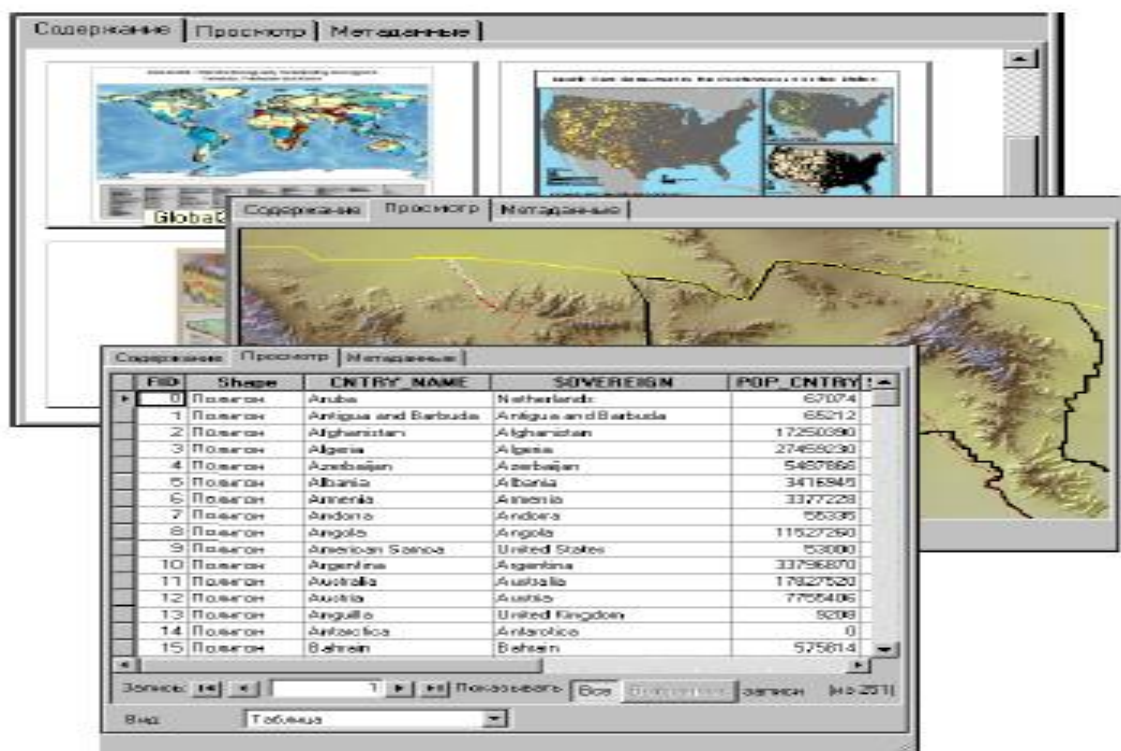 Содержание Просмотр Метаданные
Global
Содержание Просмотр Метаданные
Содержание Просмотр Метаданные
FID Shape CNTRY_NAME SOVEREIGN POP_CNTRY
0 Полигон Aruba Netherlands 67074
1 Полигон Antigua and Barbuda Antigua and Barbuda 65212
2 Полигон Afghanistan Afghanistan 17250390
3 Полигон Algeria Algeria 27459230
4 Полигон Azerbaijan Azerbaijan 5487866
5 Полигон Albania Albania 3416945
6 Полигон Armenia Armenia 3377228
7 Полигон Andorra Andorra 55335
8 Полигон Angola Angola 11527260
9 Полигон American Samoa United States 53000
10 Полигон Argentina Argentina 33796870
11 Полигон Australia Australia 17827520
12 Полигон Austria Austria 7755406
13 Полигон Anguilla United Kingdom 9208
14 Полигон Antarctica Antarctica 0
15 Полигон Bahrain Bahrain 575814
Запись: 1 Показывать Все записи (из 251)
Вид: Таблица